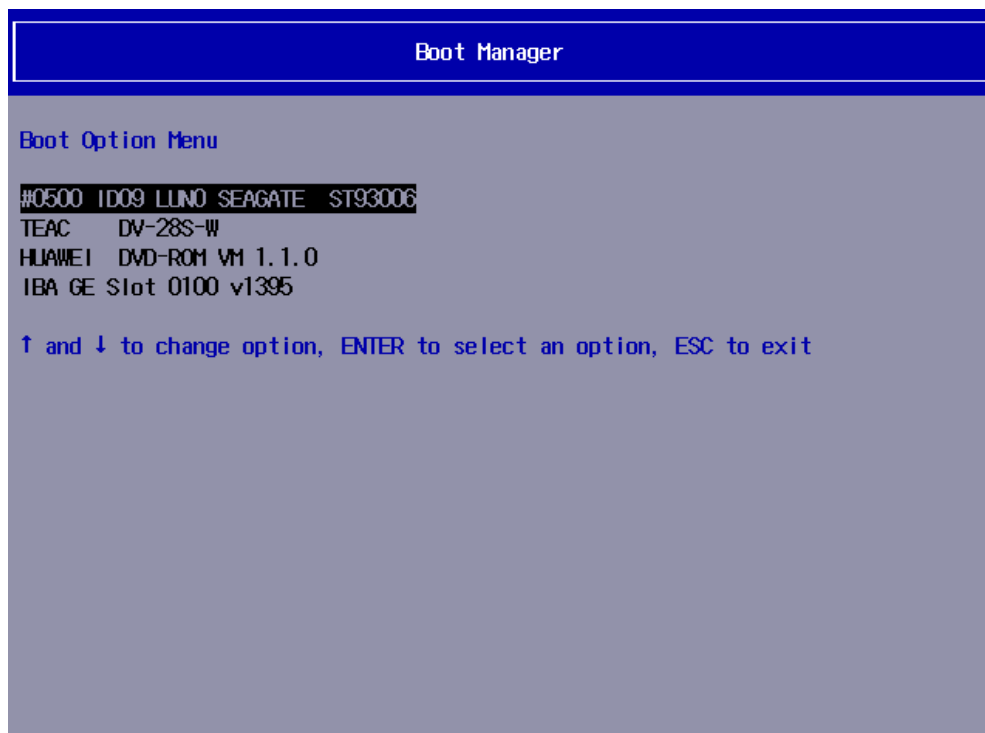 Boot Manager
Boot Option Menu
#0500 ID09 LUN0 SEAGATE ST93006
TEAC DV-28S-W
HUAWEI DVD-ROM VM 1.1.0
IBA GE Slot 0100 v1395
↑ and ↓ to change option, ENTER to select an option, ESC to exit